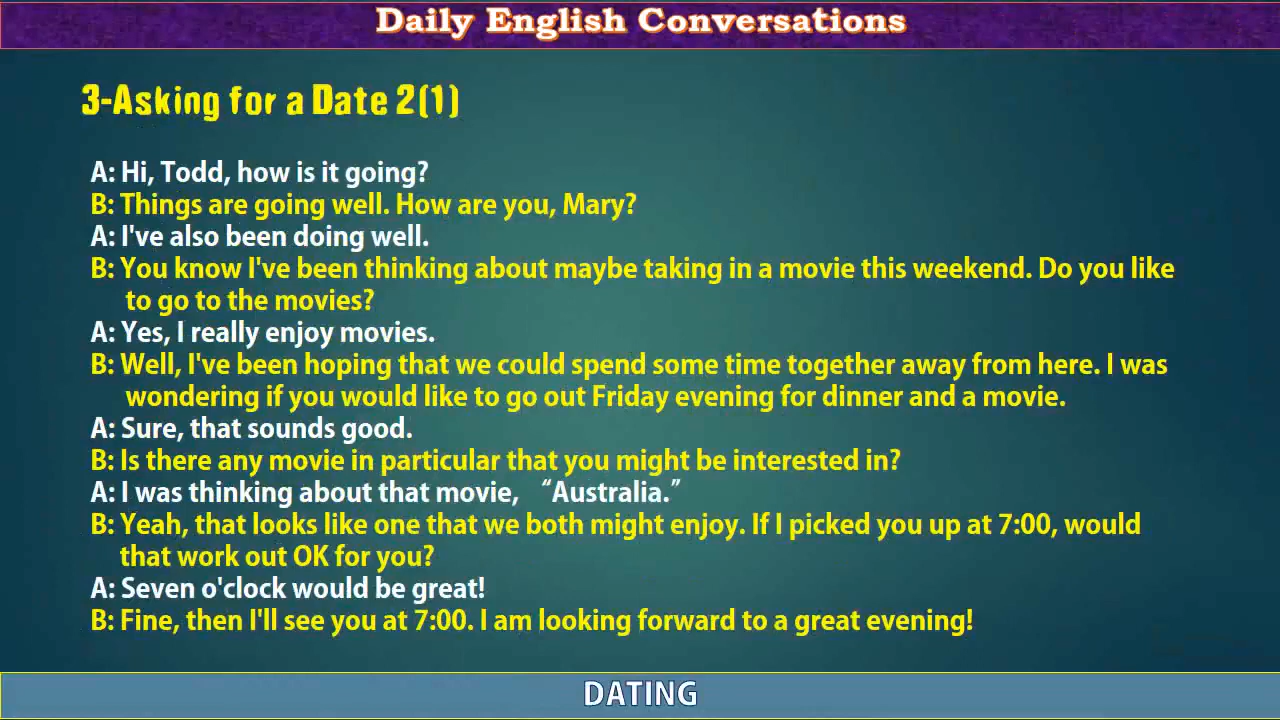 Daily English Conversations
3-Asking for a Date 2(1)
A: Hi, Todd, how is it going?
B: Things are going well. How are you, Mary?
A: I've also been doing well.
B: You know I've been thinking about maybe taking in a movie this weekend. Do you like
to go to the movies?
A: Yes, I really enjoy movies.
B: Well, I've been hoping that we could spend some time together away from here. I was
wondering if you would like to go out Friday evening for dinner and a movie.
A: Sure, that sounds good.
B: Is there any movie in particular that you might be interested in?
A: I was thinking about that movie, “Australia.”
B: Yeah, that looks like one that we both might enjoy. If I picked you up at 7:00, would
that work out OK for you?
A: Seven o'clock would be great!
B: Fine, then I'll see you at 7:00. I am looking forward to a great evening!
DATING